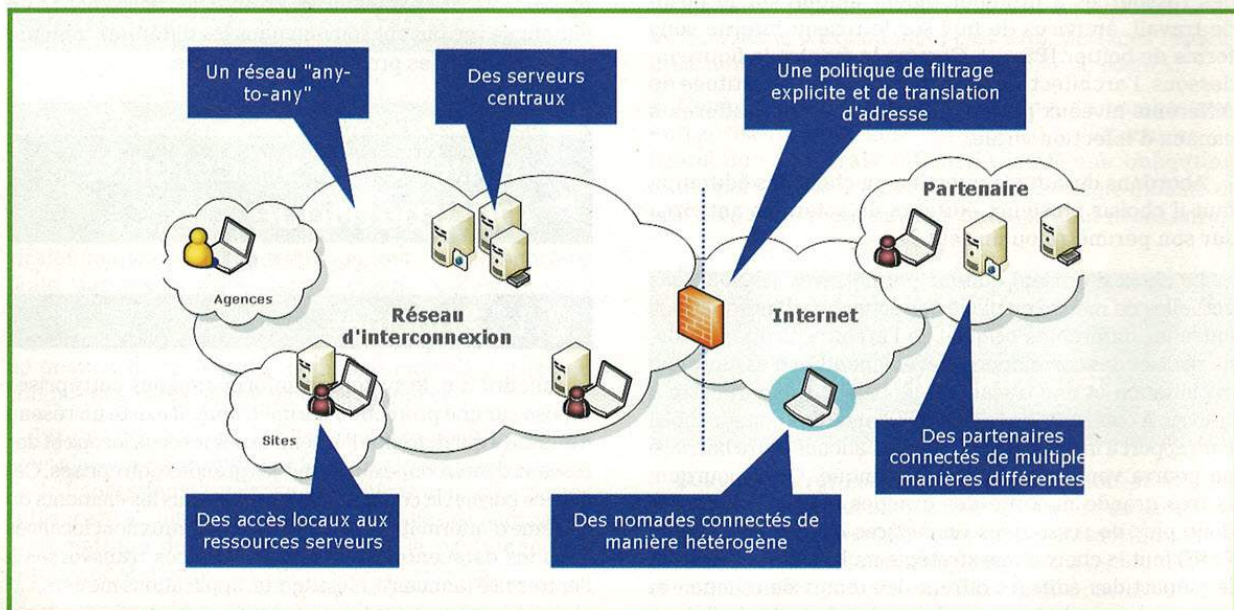 Un réseau "any-
to-any"
Des serveurs
centraux
Une politique de filtrage
explicite et de translation
d'adresse
Partenaire
Agences
Réseau
d'interconnexion
Internet
Sites
Des accès locaux aux
ressources serveurs
Des nomades connectés de
manière hétérogène
Des partenaires
connectés de multiple
manières différentes